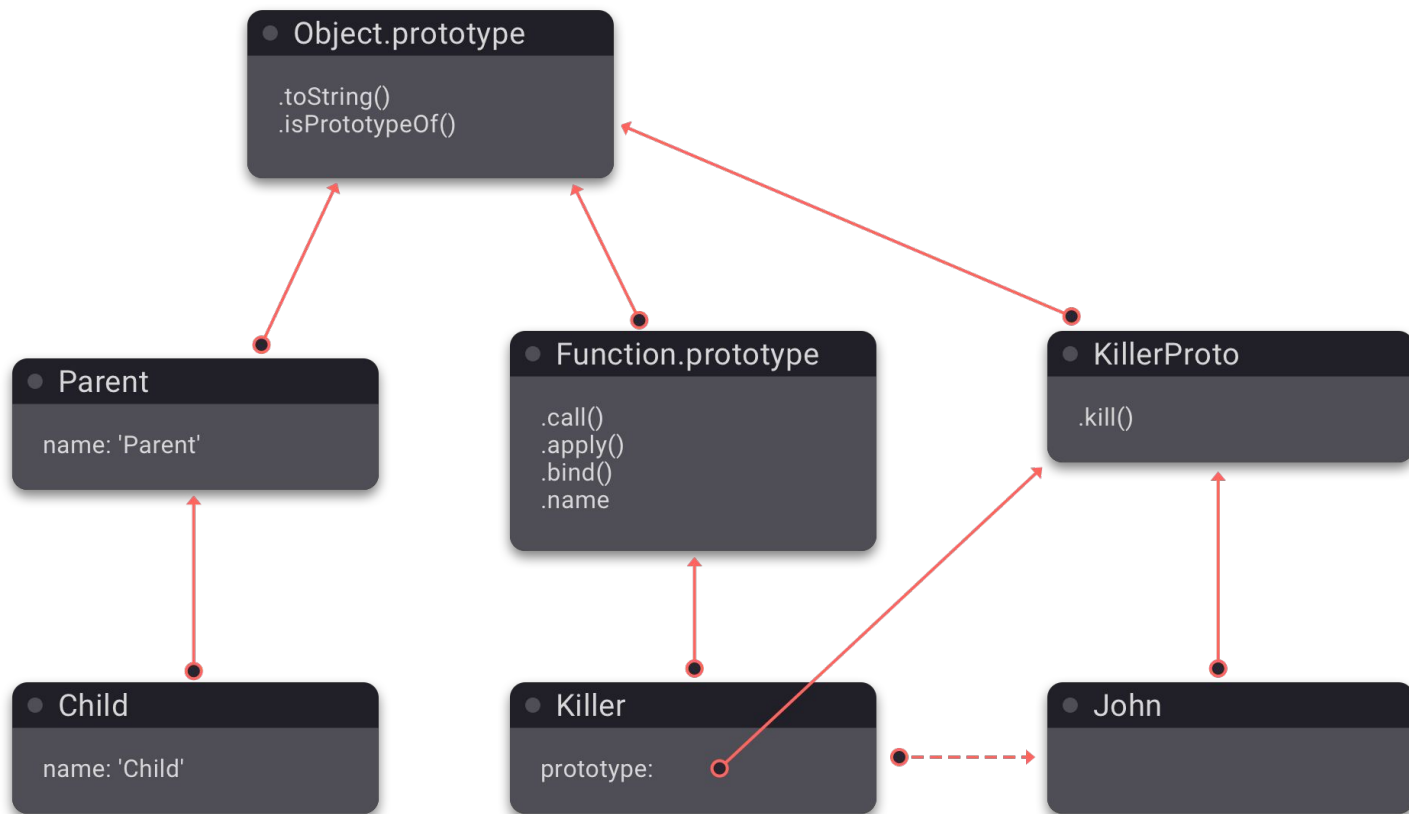 Object.prototype
.toString()
.isPrototypeOf()
Parent
name: 'Parent'
Function.prototype
.call()
.apply()
.bind()
.name
KillerProto
.kill()
Child
name: 'Child'
Killer
prototype:
John